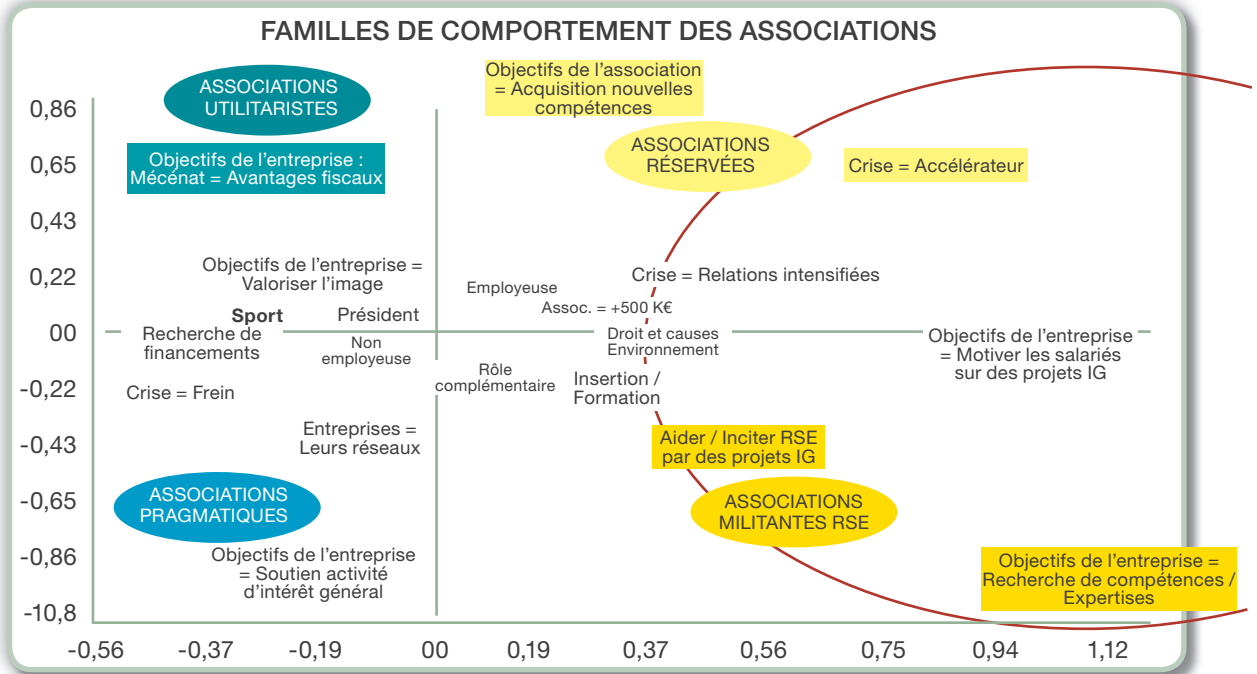 FAMILLES DE COMPORTEMENT DES ASSOCIATIONS
ASSOCIATIONS
UTILITARISTES
Objectifs de l'association
= Acquisition nouvelles
compétences
ASSOCIATIONS
RÉSERVÉES
Objectifs de l'entreprise :
Mécénat = Avantages fiscaux
Crise = Accélérateur
Objectifs de l'entreprise =
Valoriser l'image
Crise = Relations intensifiées
Employeuse
Assoc. = +500 K€
Sport
Président
Recherche de
financements
Non
employeuse
Droit et causes
Environnement
Objectifs de l'entreprise
= Motiver les salariés
sur des projets IG
Crise = Frein
Rôle
complémentaire
Insertion /
Formation
Entreprises =
Leurs réseaux
Aider / Inciter RSE
par des projets IG
ASSOCIATIONS
PRAGMATIQUES
ASSOCIATIONS
MILITANTES RSE
Objectifs de l'entreprise
= Soutien activité
d'intérêt général
Objectifs de l'entreprise =
Recherche de compétences /
Expertises
0,86
0,65
0,43
0,22
00
-0,22
-0,43
-0,65
-0,86
-10,8
-0,56 -0,37 -0,19 00 0,19 0,37 0,56 0,75 0,94 1,12